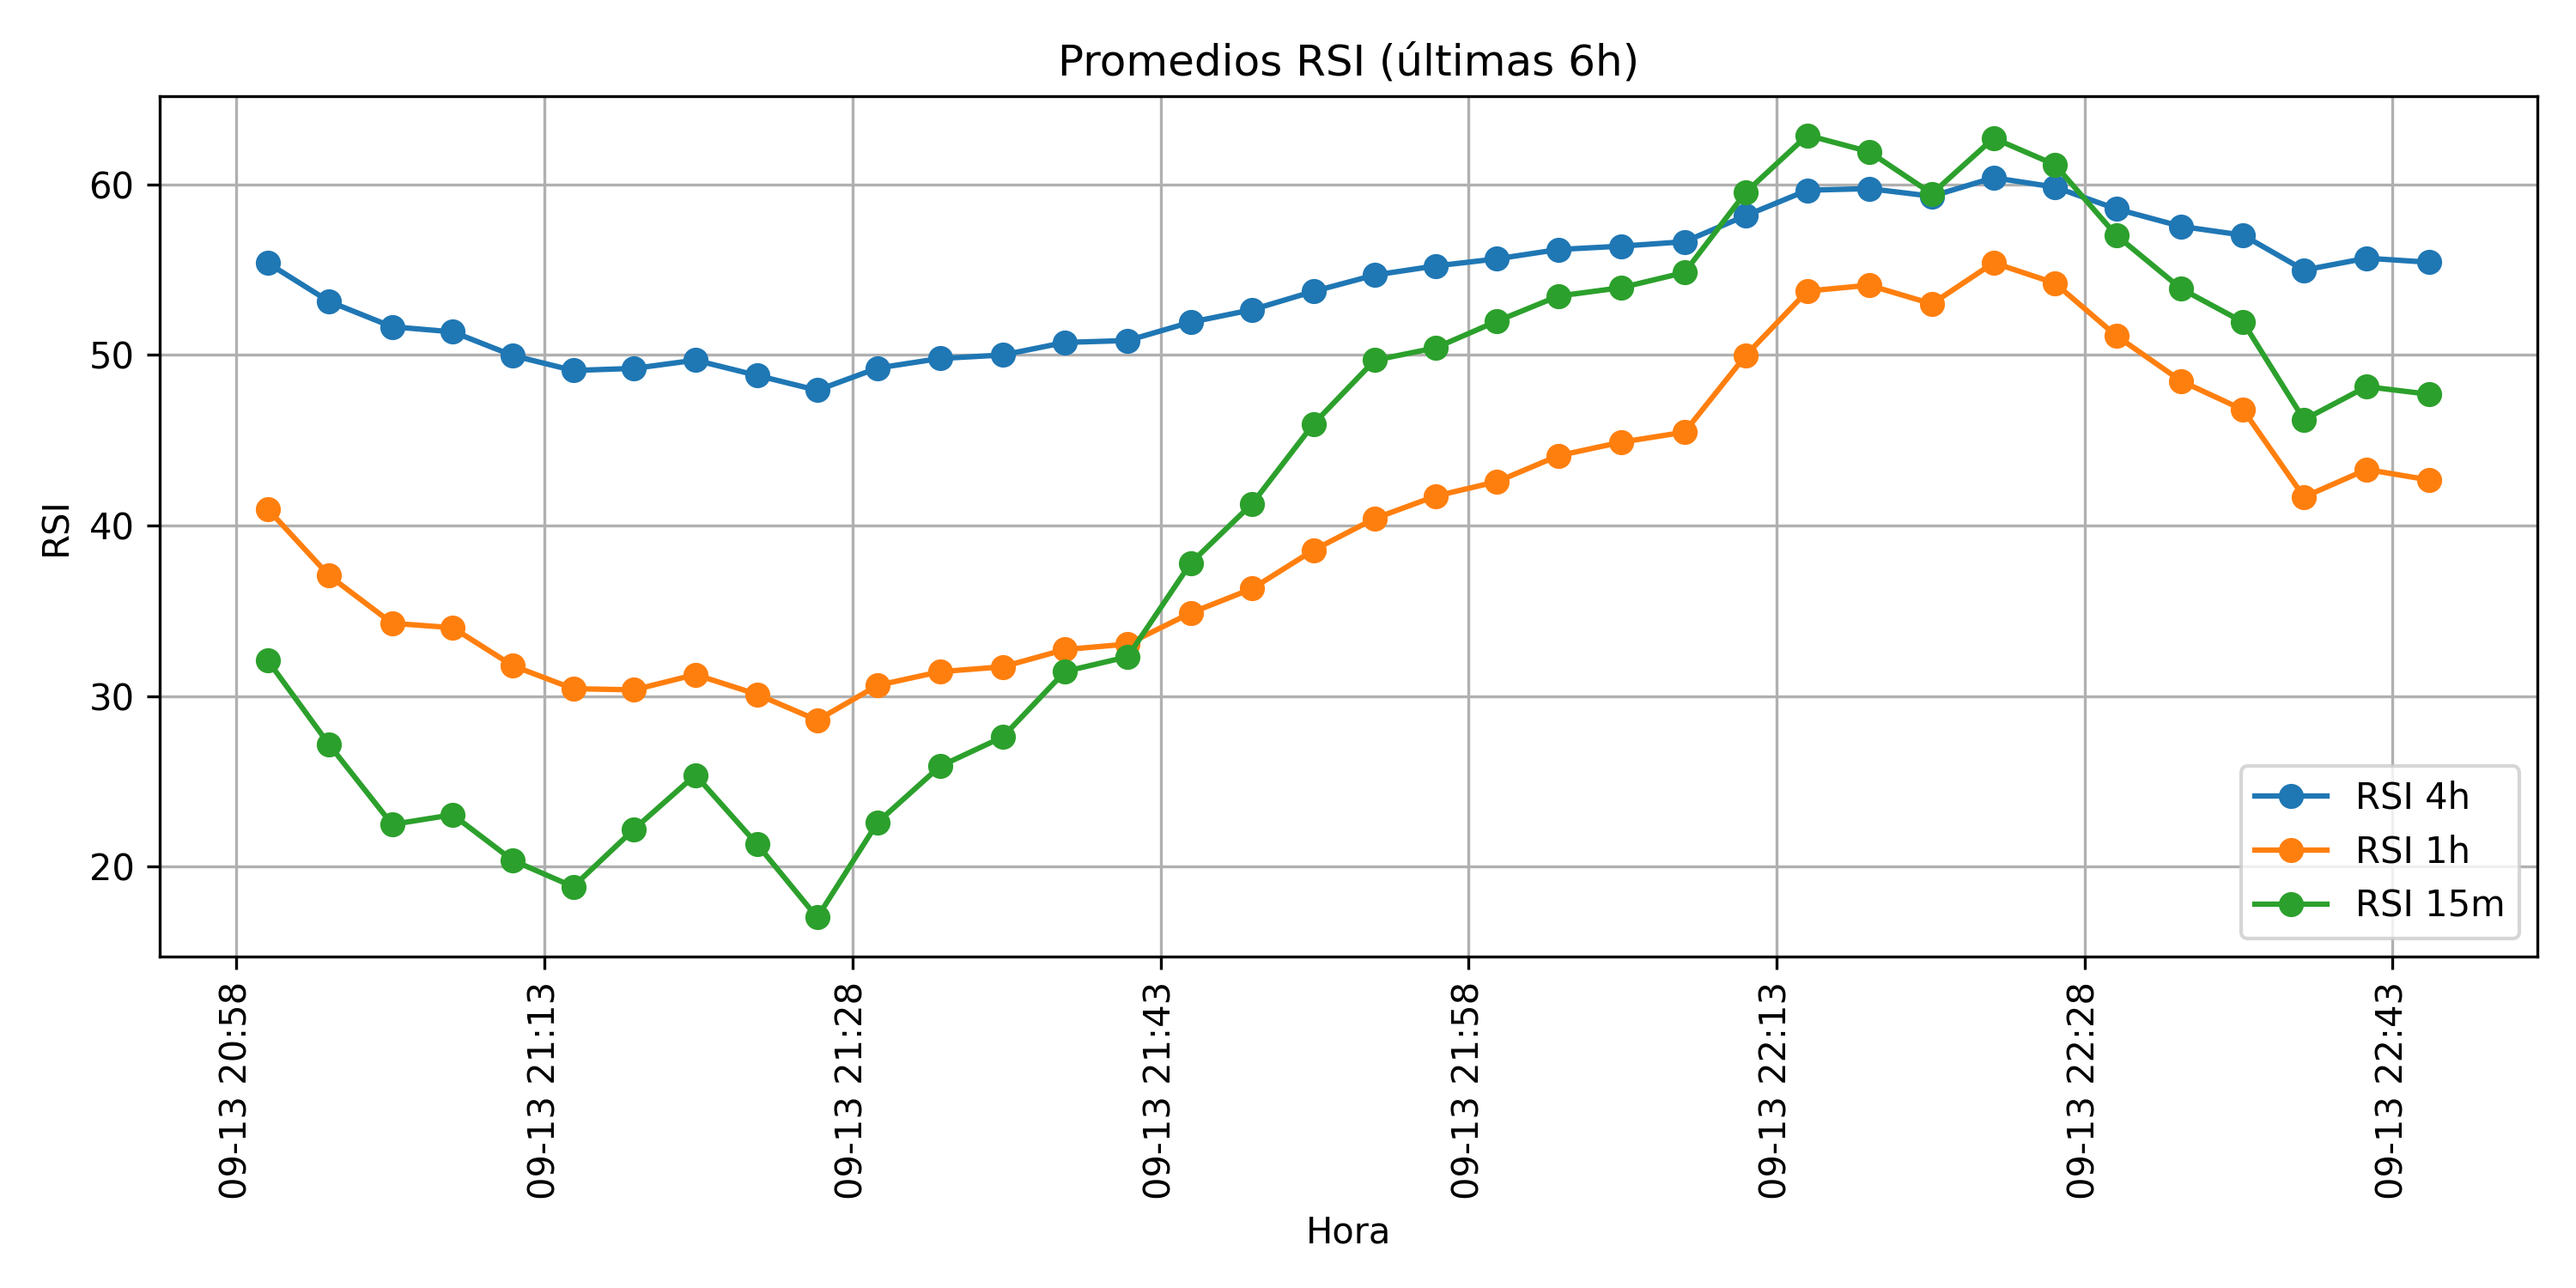 Promedios RSI (últimas 6h)
RSI
60
50
40
30
20
RSI 4h
RSI 1h
RSI 15m
09-13 20:58
09-13 21:13
09-13 21:28
09-13 21:43
09-13 21:58
09-13 22:13
09-13 22:28
09-13 22:43
Hora